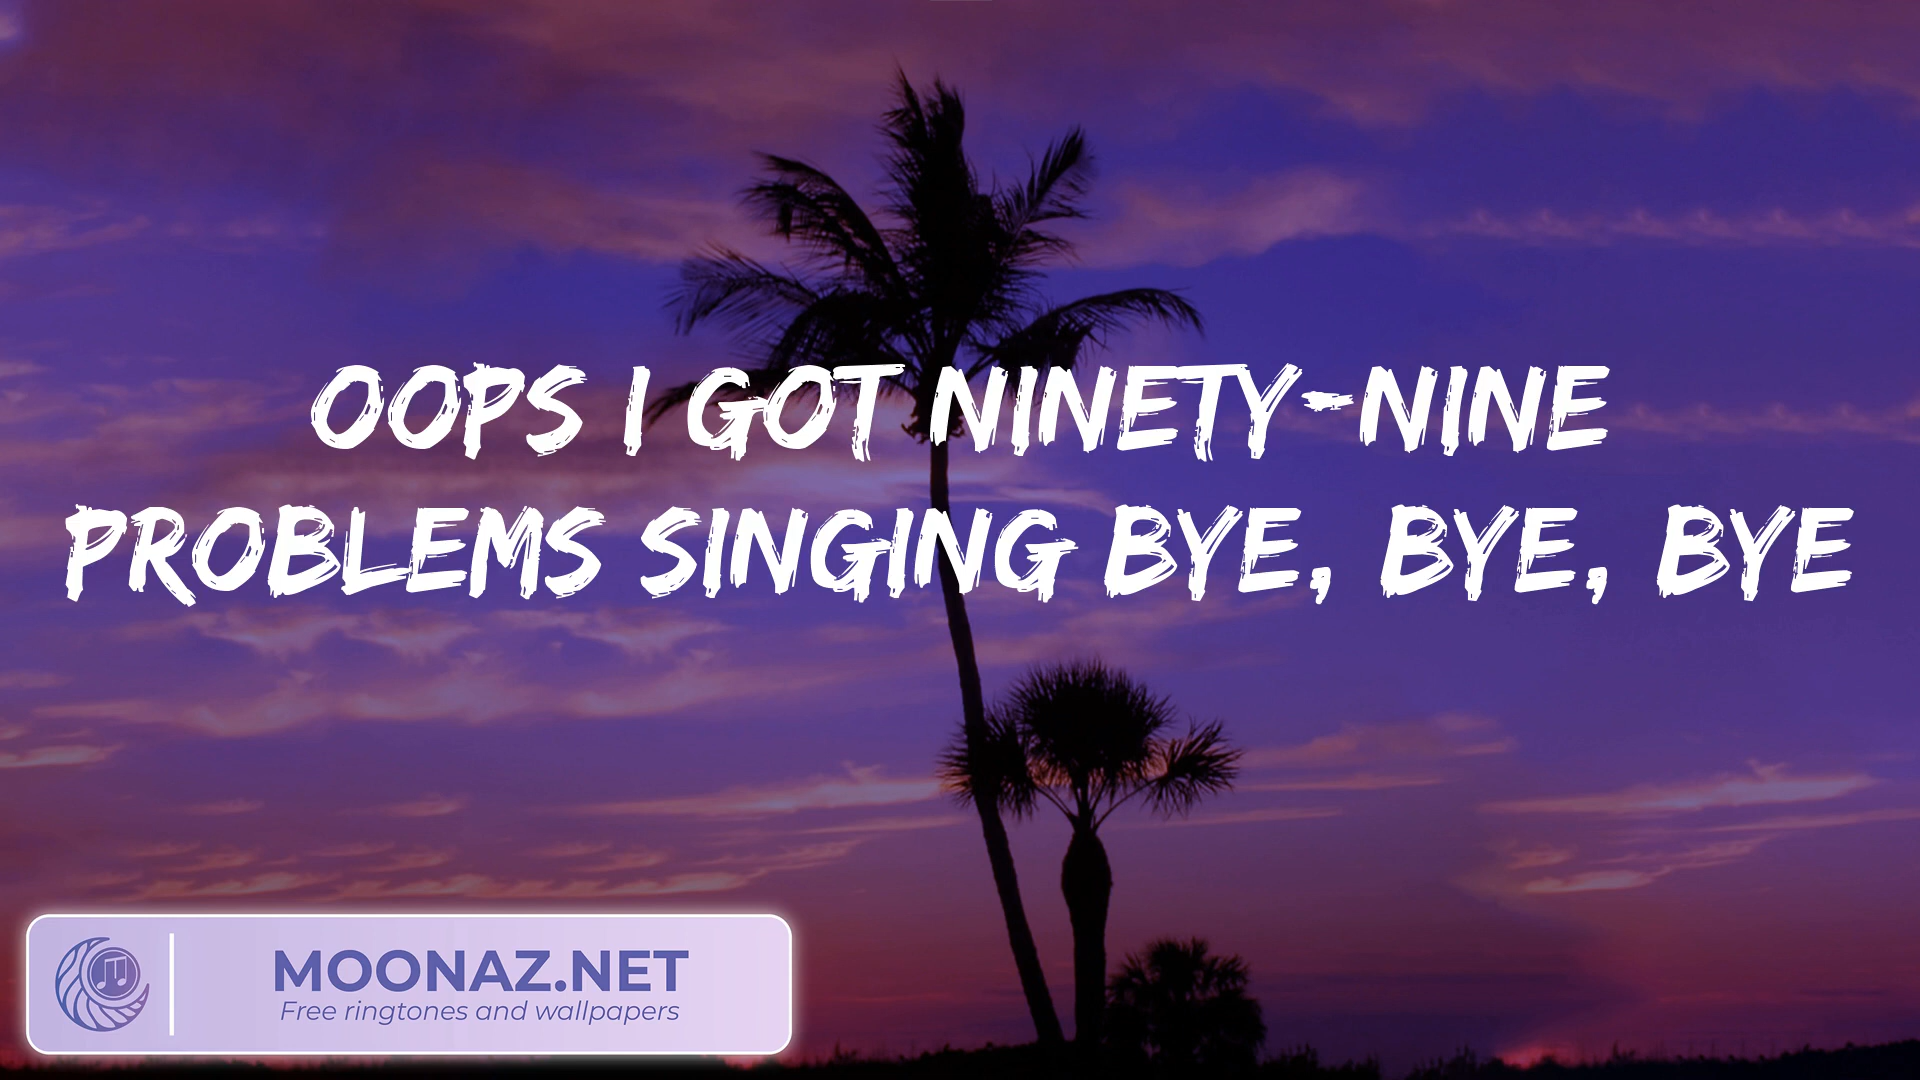 OOPS I GOT NINETY-NINE
PROBLEMS SINGING BYE, BYE, BYE
MOONAZ.NET
Free ringtones and wallpapers